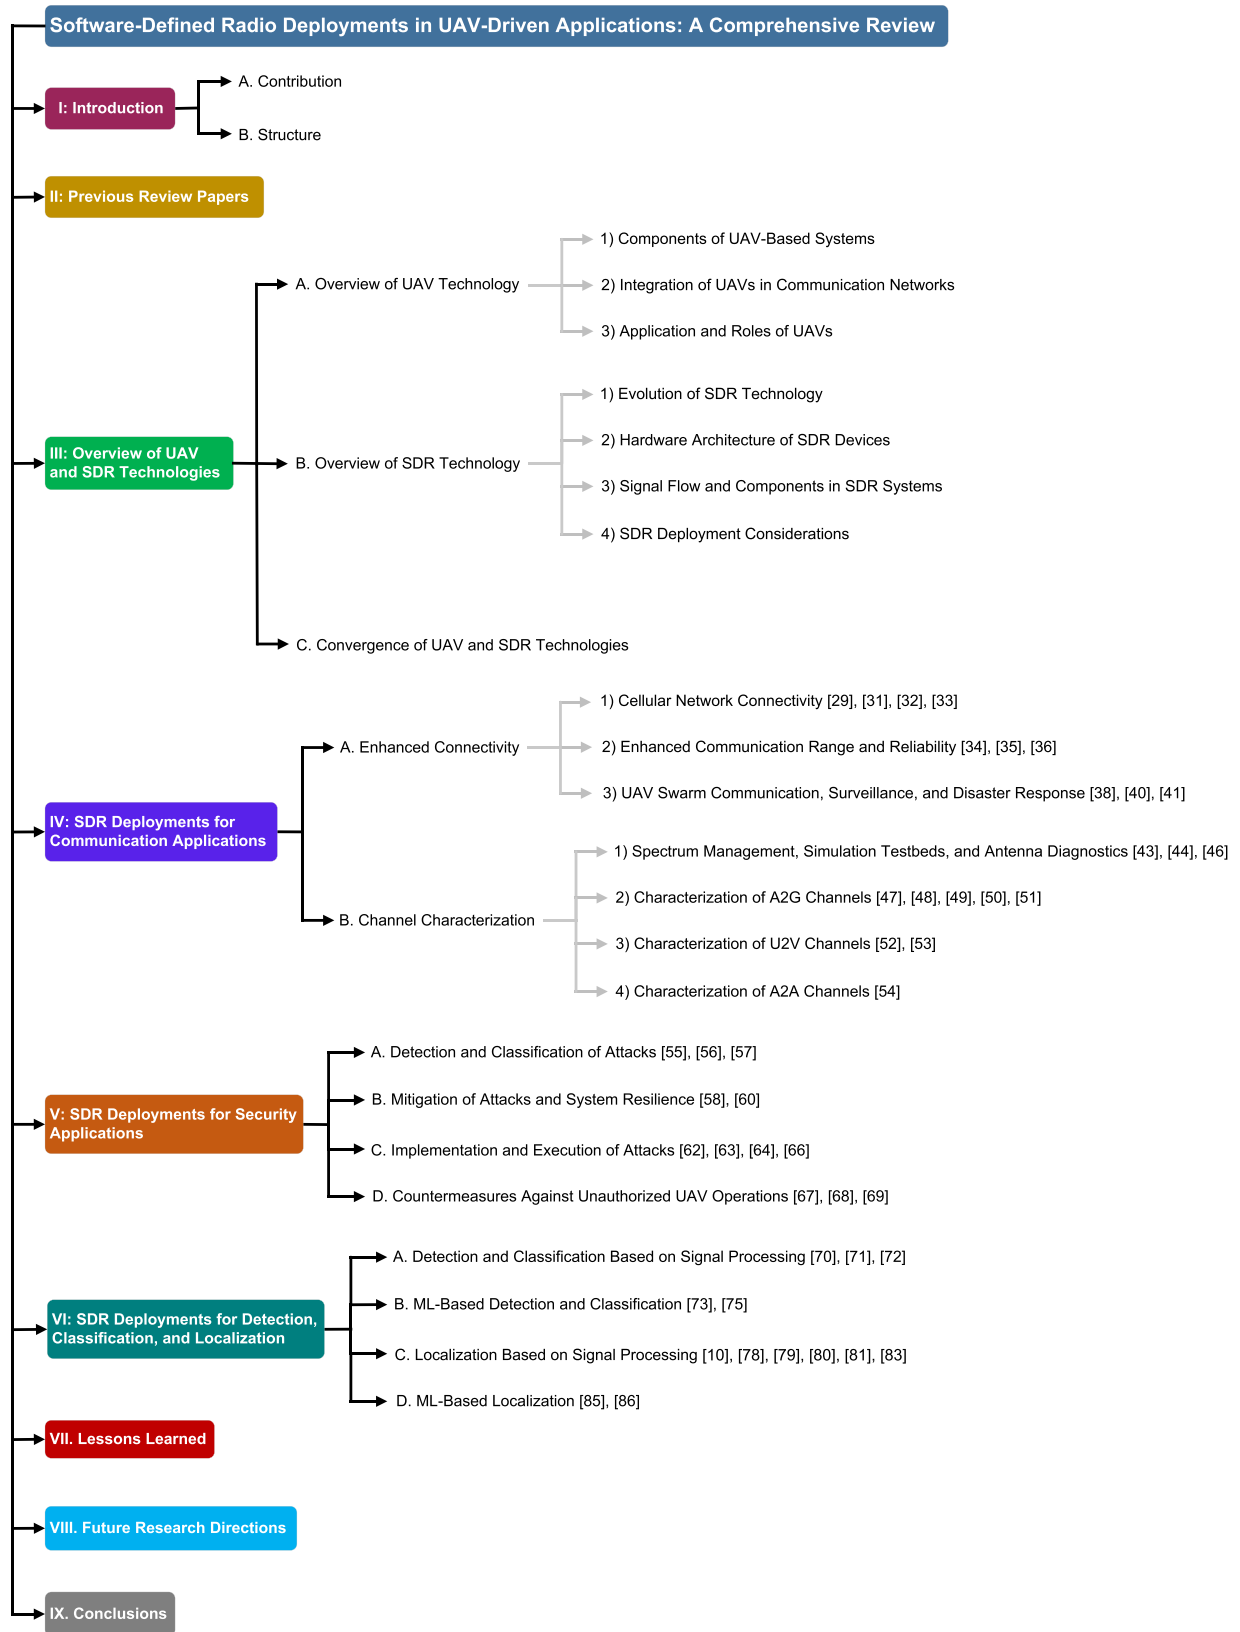 Software-Defined Radio Deployments in UAV-Driven Applications: A Comprehensive Review
I: Introduction
A. Contribution
B. Structure
II: Previous Review Papers
III: Overview of UAV
and SDR Technologies
A. Overview of UAV Technology
1) Components of UAV-Based Systems
2) Integration of UAVs in Communication Networks
3) Application and Roles of UAVs
B. Overview of SDR Technology
1) Evolution of SDR Technology
2) Hardware Architecture of SDR Devices
3) Signal Flow and Components in SDR Systems
4) SDR Deployment Considerations
C. Convergence of UAV and SDR Technologies
IV: SDR Deployments for
Communication Applications
A. Enhanced Connectivity
1) Cellular Network Connectivity [29], [31], [32], [33]
2) Enhanced Communication Range and Reliability [34], [35], [36]
3) UAV Swarm Communication, Surveillance, and Disaster Response [38], [40], [41]
B. Channel Characterization
1) Spectrum Management, Simulation Testbeds, and Antenna Diagnostics [43], [44], [46]
2) Characterization of A2G Channels [47], [48], [49], [50], [51]
3) Characterization of U2V Channels [52], [53]
4) Characterization of A2A Channels [54]
V: SDR Deployments for Security
Applications
A. Detection and Classification of Attacks [55], [56], [57]
B. Mitigation of Attacks and System Resilience [58], [60]
C. Implementation and Execution of Attacks [62], [63], [64], [66]
D. Countermeasures Against Unauthorized UAV Operations [67], [68], [69]
VI: SDR Deployments for Detection,
Classification, and Localization
A. Detection and Classification Based on Signal Processing [70], [71], [72]
B. ML-Based Detection and Classification [73], [75]
C. Localization Based on Signal Processing [10], [78], [79], [80], [81], [83]
D. ML-Based Localization [85], [86]
VII. Lessons Learned
VIII. Future Research Directions
IX. Conclusions